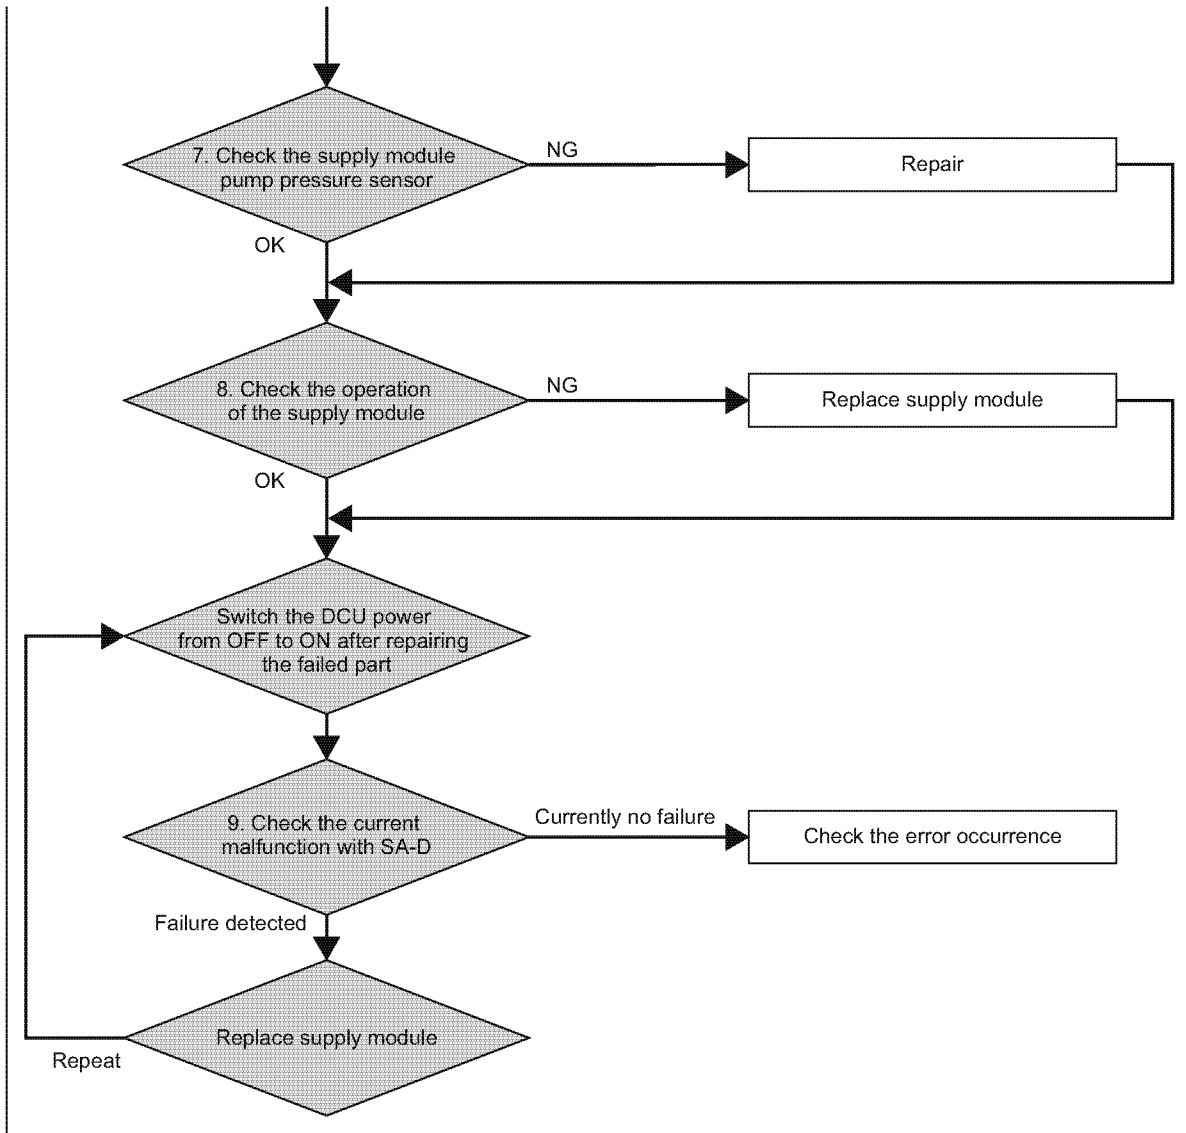 7. Check the supply module
pump pressure sensor
NG
Repair
OK
8. Check the operation
of the supply module
NG
Replace supply module
OK
Switch the DCU power
from OFF to ON after repairing
the failed part
9. Check the current
malfunction with SA-D
Currently no failure
Check the error occurrence
Failure detected
Replace supply module
Repeat